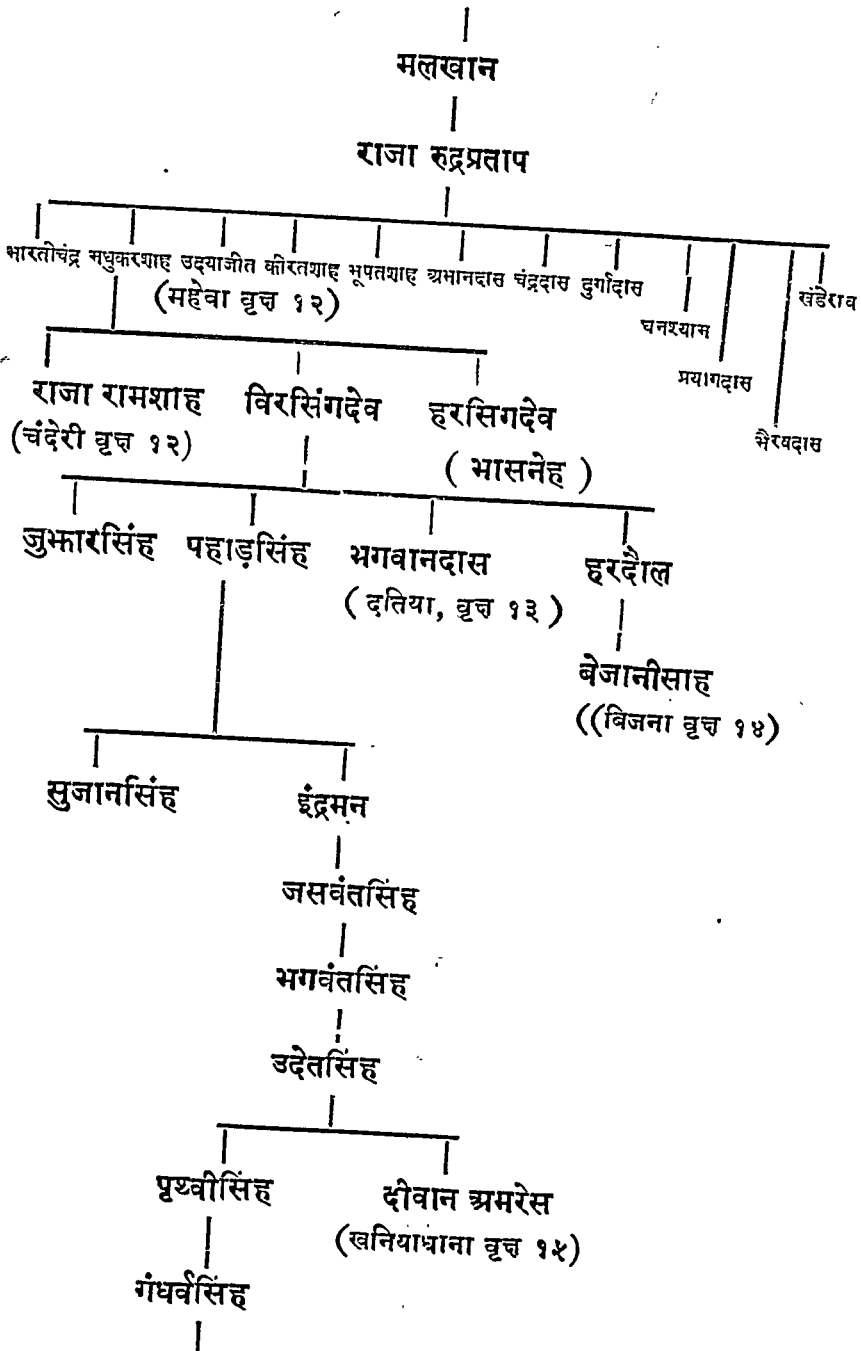 मलखान
राजा रुद्रप्रताप
भारतीचंद्र मधुकरशाह उदयाजीत कीरतशाह भूपतशाह अमानदास चंद्रदास दुर्गादास
घनश्याम
प्रयागदास
भैरवदास
खंडेराव
(महेवा वृक्ष १२)
राजा रामशाह विरसिंगदेव हरसिगदेव
(चंदेरी वृक्ष १२)
( भासनेह )
जुझारसिंह पहाड़सिंह भगवानदास हरदौल
( दतिया, वृक्ष १३ )
बेजानीसाह
((विजना वृक्ष १४)
सुजानसिंह इंद्रमन
जसवंतसिंह
भगवंतसिंह
उदेतसिंह
पृथ्वीसिंह दीवान अमरेस
(खनियाधाना वृक्ष १५)
गंधर्वसिंह